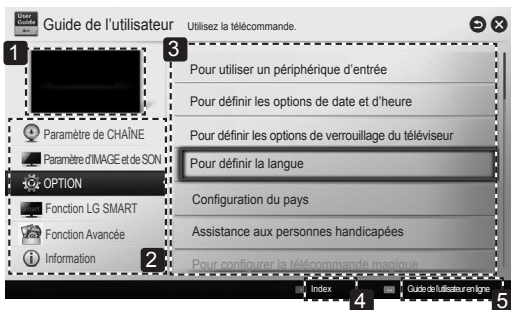 User
Guide
Guide de l'utilisateur
Utilisez la télécommande.
1
3
Paramètre de CHAÎNE
Paramètre d'IMAGE et de SON
OPTION
Fonction LG SMART
Fonction Avancée
Information
2
Pour utiliser un périphérique d'entrée
Pour définir les options de date et d'heure
Pour définir les options de verrouillage du téléviseur
Pour définir la langue
Configuration du pays
Assistance aux personnes handicapées
Pour configurer la télécommande magique
Index
4
Guide de l'utilisateur en ligne
5